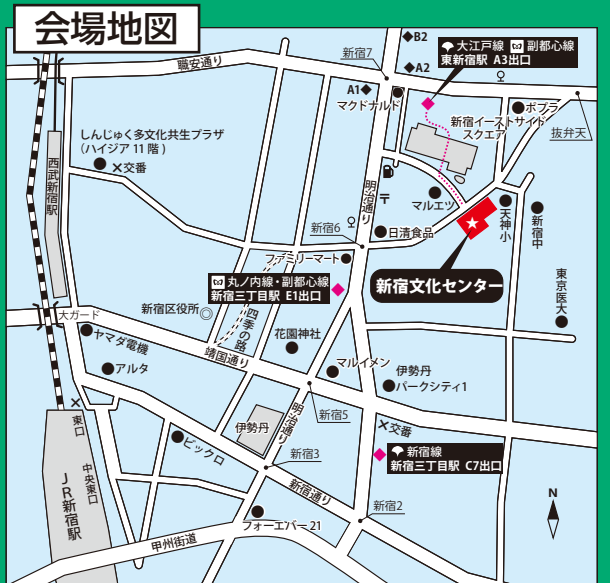 会場地図
B2
新宿7
大江戸線 副都心線
東新宿駅 A3出口
職安通り
A2
A1
マクドナルド
ポプラ
新宿イーストサイド
スクエア
抜弁天
しんじゅく多文化共生プラザ
(ハイジア 11 階 )
交番
西武新宿駅
明治通り
マルエツ
天神小
新宿中
新宿6
日清食品
ファミリーマート
丸ノ内線・副都心線
新宿三丁目駅 E1出口
新宿文化センター
東京医大
大ガード
新宿区役所
四季の路
花園神社
ヤマダ電機
靖国通り
アルタ
マルイメン
伊勢丹
パークシティ1
新宿5
東口
伊勢丹
明治通り
交番
ビックロ
新宿3
新宿線
新宿三丁目駅 C7出口
中央東口
JR新宿駅
新宿通り
新宿2
N
フォーエバー21
甲州街道